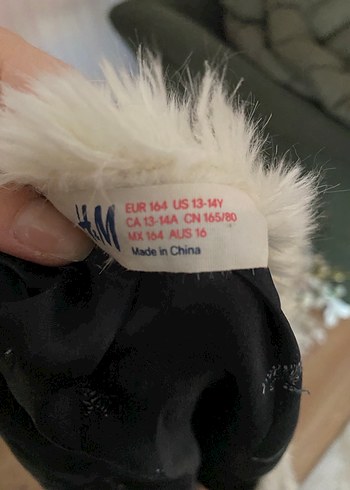 H&M
EUR 164 US 13-14Y
CA 13-14A CN 165/80
MX 164 AUS 16
Made in China